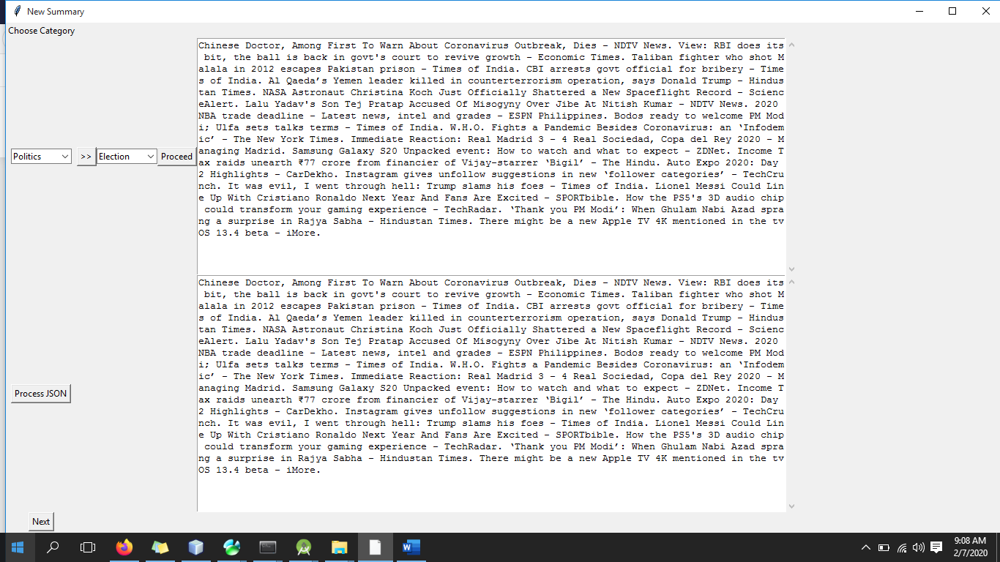 New Summary
Choose Category
Politics
>>
Election
Proceed
Chinese Doctor, Among First To Warn About Coronavirus Outbreak, Dies - NDTV News. View: RBI does its
bit, the ball is back in govt's court to revive growth - Economic Times. Taliban fighter who shot M
alala in 2012 escapes Pakistan prison - Times of India. CBI arrests govt official for bribery - Time
s of India. Al Qaeda’s Yemen leader killed in counterterrorism operation, says Donald Trump - Hindus
tan Times. NASA Astronaut Christina Koch Just Officially Shattered a New Spaceflight Record - Scienc
eAlert. Lalu Yadav's Son Tej Pratap Accused Of Misogyny Over Jibe At Nitish Kumar - NDTV News. 2020
NBA trade deadline - Latest news, intel and grades - ESPN Philippines. Bodos ready to welcome PM Mod
i; Ulfa sets talks terms - Times of India. W.H.O. Fights a Pandemic Besides Coronavirus: an ‘Infodem
ic’ - The New York Times. Immediate Reaction: Real Madrid 3 - 4 Real Sociedad, Copa del Rey 2020 - M
anaging Madrid. Samsung Galaxy S20 Unpacked event: How to watch and what to expect - ZDNet. Income T
ax raids unearth ₹77 crore from financier of Vijay-starrer ‘Bigil’ - The Hindu. Auto Expo 2020: Day
2 Highlights - CarDekho. Instagram gives unfollow suggestions in new ‘follower categories’ - TechCru
nch. It was evil, I went through hell: Trump slams his foes - Times of India. Lionel Messi Could Lin
e Up With Cristiano Ronaldo Next Year And Fans Are Excited - SPORTbible. How the PS5's 3D audio chip
could transform your gaming experience - TechRadar. ‘Thank you PM Modi’: When Ghulam Nabi Azad spra
ng a surprise in Rajya Sabha - Hindustan Times. There might be a new Apple TV 4K mentioned in the tv
OS 13.4 beta - iMore.
Process JSON
Chinese Doctor, Among First To Warn About Coronavirus Outbreak, Dies - NDTV News. View: RBI does its
bit, the ball is back in govt's court to revive growth - Economic Times. Taliban fighter who shot M
alala in 2012 escapes Pakistan prison - Times of India. CBI arrests govt official for bribery - Time
s of India. Al Qaeda’s Yemen leader killed in counterterrorism operation, says Donald Trump - Hindus
tan Times. NASA Astronaut Christina Koch Just Officially Shattered a New Spaceflight Record - Scienc
eAlert. Lalu Yadav's Son Tej Pratap Accused Of Misogyny Over Jibe At Nitish Kumar - NDTV News. 2020
NBA trade deadline - Latest news, intel and grades - ESPN Philippines. Bodos ready to welcome PM Mod
i; Ulfa sets talks terms - Times of India. W.H.O. Fights a Pandemic Besides Coronavirus: an ‘Infodem
ic’ - The New York Times. Immediate Reaction: Real Madrid 3 - 4 Real Sociedad, Copa del Rey 2020 - M
anaging Madrid. Samsung Galaxy S20 Unpacked event: How to watch and what to expect - ZDNet. Income T
ax raids unearth ₹77 crore from financier of Vijay-starrer ‘Bigil’ - The Hindu. Auto Expo 2020: Day
2 Highlights - CarDekho. Instagram gives unfollow suggestions in new ‘follower categories’ - TechCru
nch. It was evil, I went through hell: Trump slams his foes - Times of India. Lionel Messi Could Lin
e Up With Cristiano Ronaldo Next Year And Fans Are Excited - SPORTbible. How the PS5's 3D audio chip
could transform your gaming experience - TechRadar. ‘Thank you PM Modi’: When Ghulam Nabi Azad spra
ng a surprise in Rajya Sabha - Hindustan Times. There might be a new Apple TV 4K mentioned in the tv
OS 13.4 beta - iMore.
Next
9:08 AM
2/7/2020